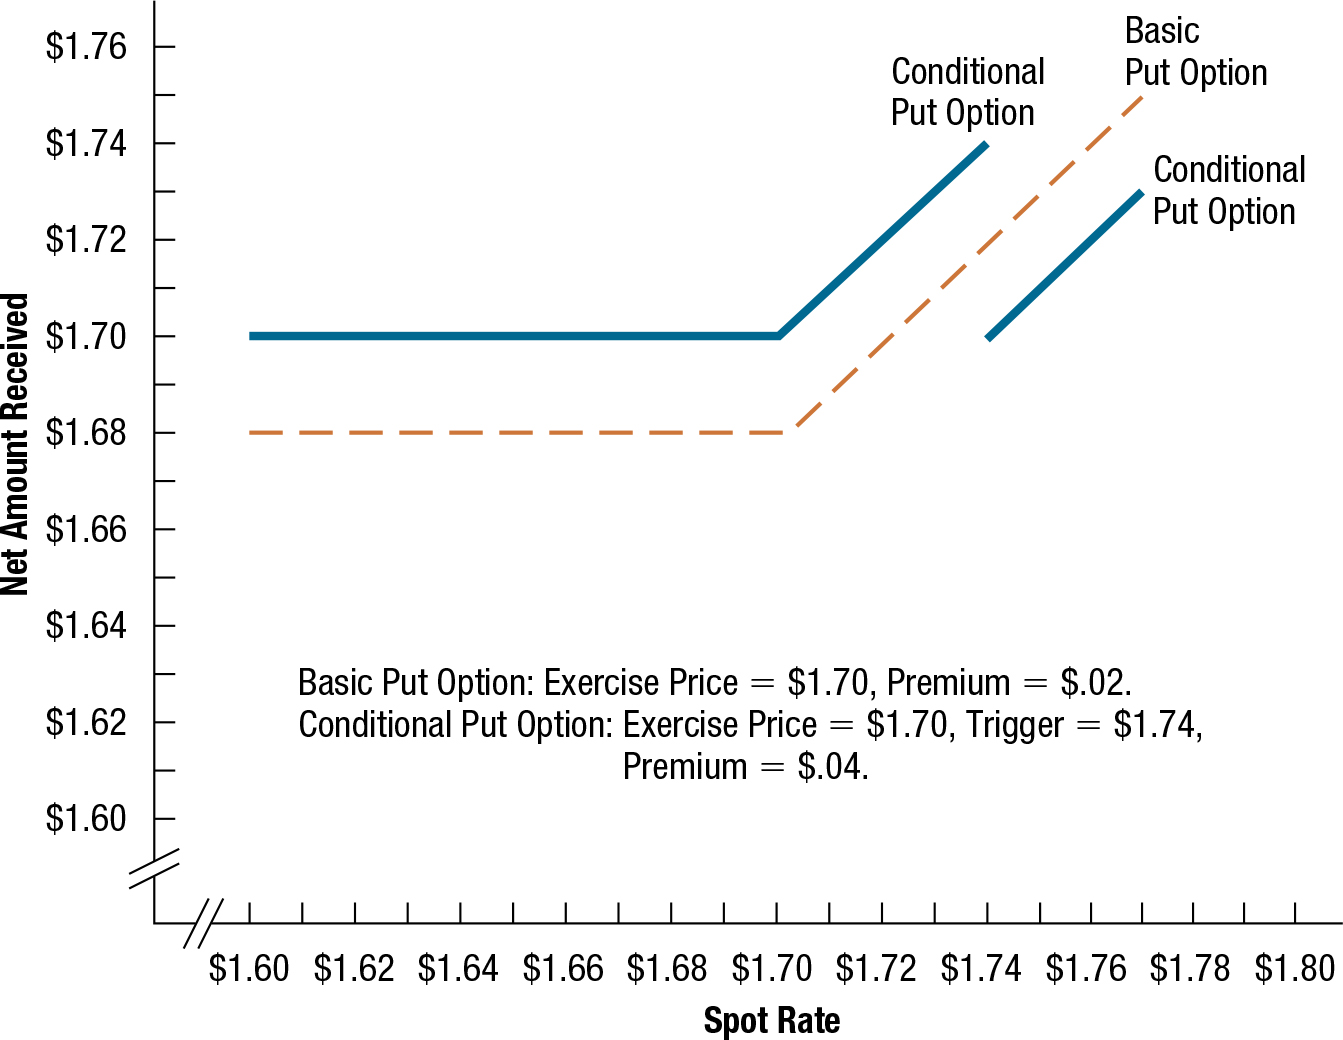 $1.76
$1.74
$1.72
$1.70
$1.68
$1.66
$1.64
$1.62
$1.60
Net Amount Received
Conditional
Put Option
Basic
Put Option
Conditional
Put Option
Basic Put Option: Exercise Price = $1.70, Premium = $.02.
Conditional Put Option: Exercise Price = $1.70, Trigger = $1.74,
Premium = $.04.
$1.60 $1.62 $1.64 $1.66 $1.68 $1.70 $1.72 $1.74 $1.76 $1.78 $1.80
Spot Rate